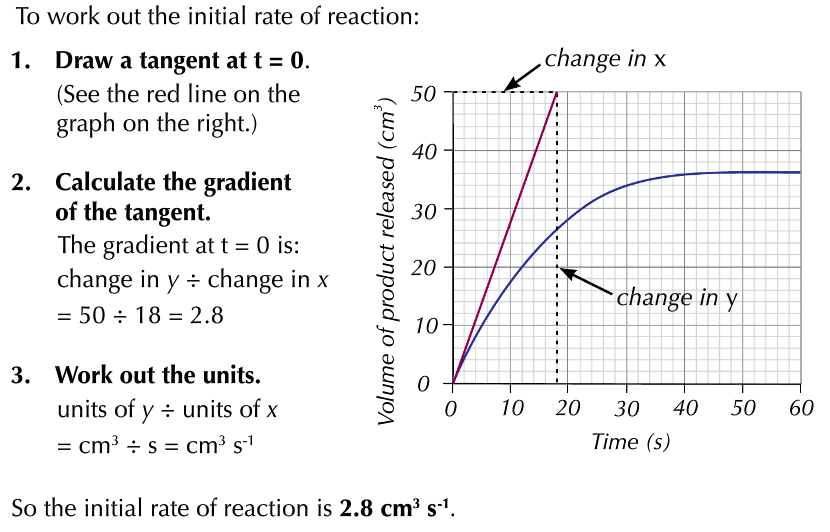 To work out the initial rate of reaction:
1. Draw a tangent at t = 0.
(See the red line on the
graph on the right.)
2. Calculate the gradient
of the tangent.
The gradient at t = 0 is:
change in y ÷ change in x
= 50 ÷ 18 = 2.8
3. Work out the units.
units of y ÷ units of x
= cm³ ÷ s = cm³ s⁻¹
change in x
Volume of product released (cm³)
50
40
30
20
10
0
change in y
0 10 20 30 40 50 60
Time (s)
So the initial rate of reaction is 2.8 cm³ s⁻¹.